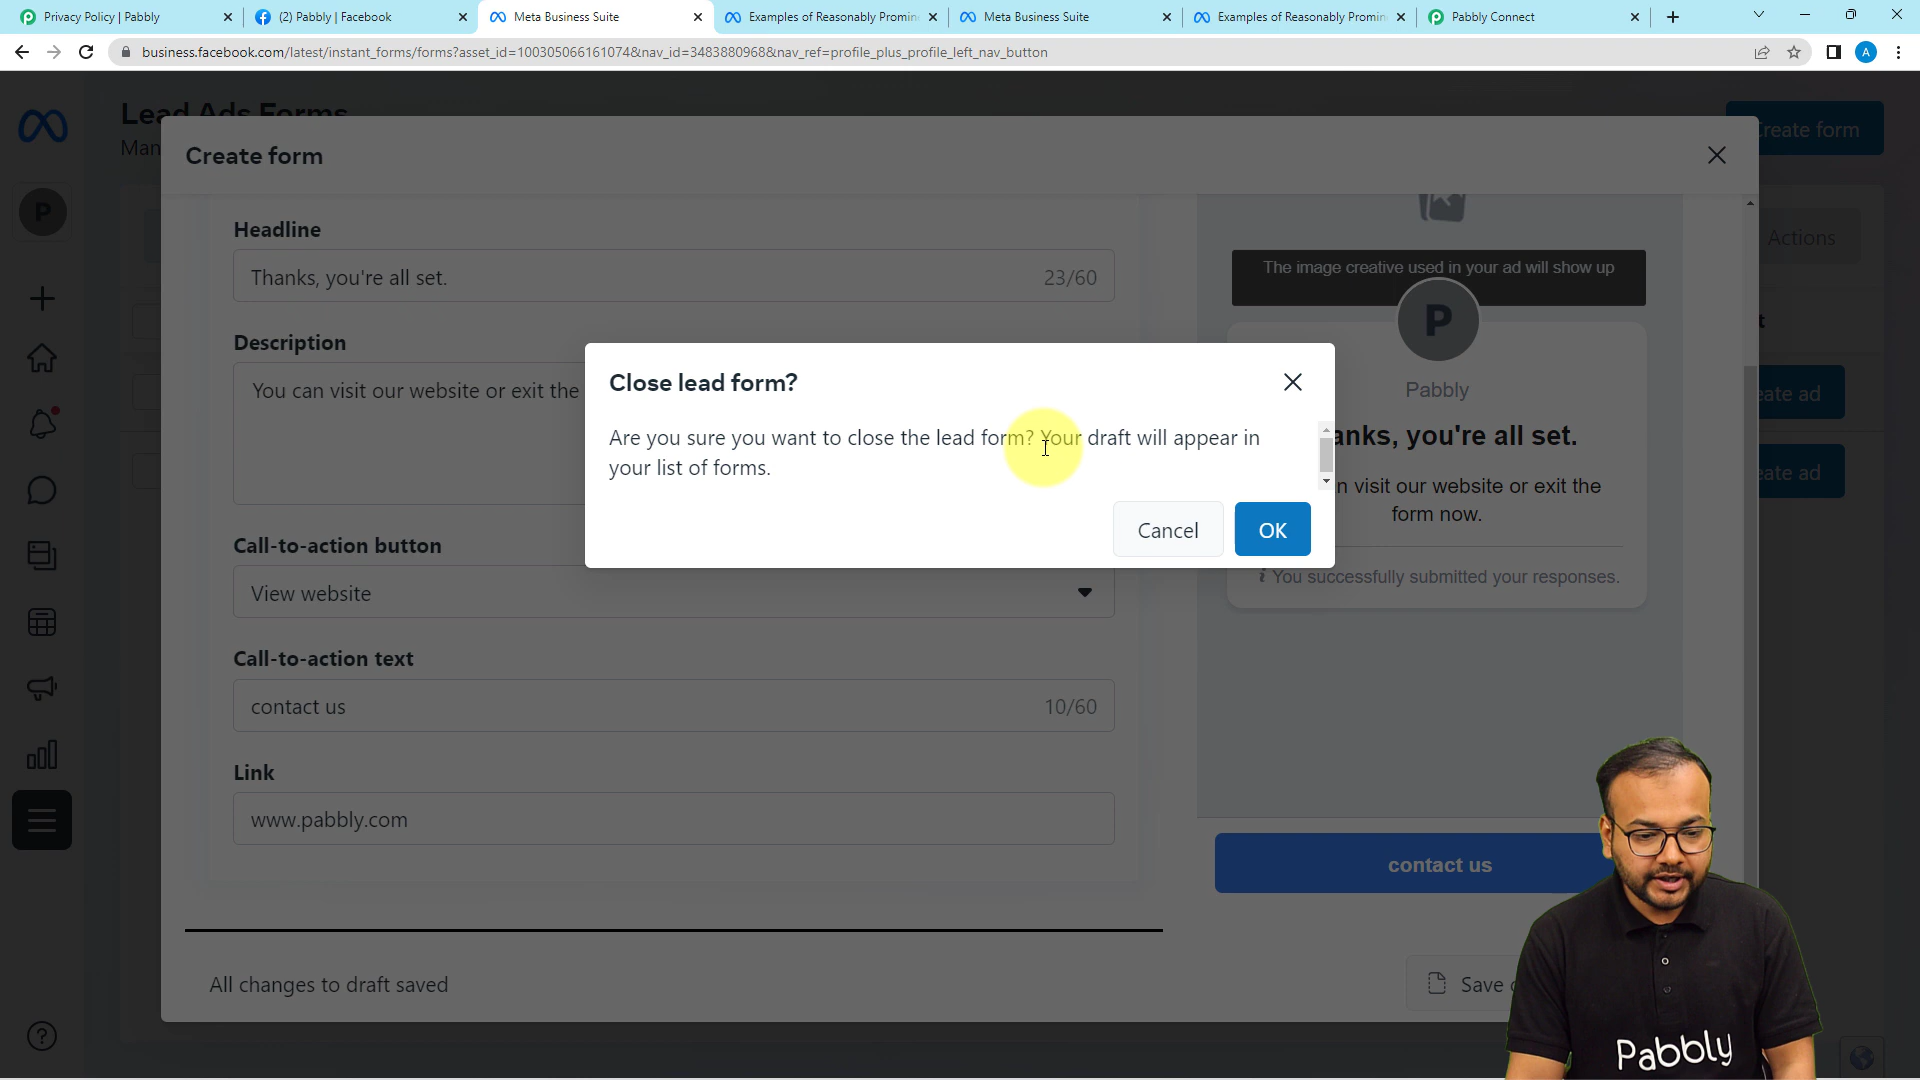 Privacy Policy | Pabbly
(2) Pabbly | Facebook
Meta Business Suite
Examples of Reasonably Promin
Meta Business Suite
Examples of Reasonably Promin
Pabbly Connect
business.facebook.com/latest/instant_forms/forms?asset_id=100305066161074&nav_id=3483880968&nav_ref=profile_plus_profile_left_nav_button
A
Lead Ads Forms
Create form
Man
Create form
P
Actions
Headline
Thanks, you're all set.
23/60
The image creative used in your ad will show up
P
Pabbly
Description
You can visit our website or exit the
Close lead form?
Are you sure you want to close the lead form? Your draft will appear in
your list of forms.
Cancel
OK
anks, you're all set.
n visit our website or exit the
form now.
You successfully submitted your responses.
eate ad
eate ad
Call-to-action button
View website
Call-to-action text
contact us
10/60
Link
www.pabbly.com
contact us
All changes to draft saved
Save
Pabbly